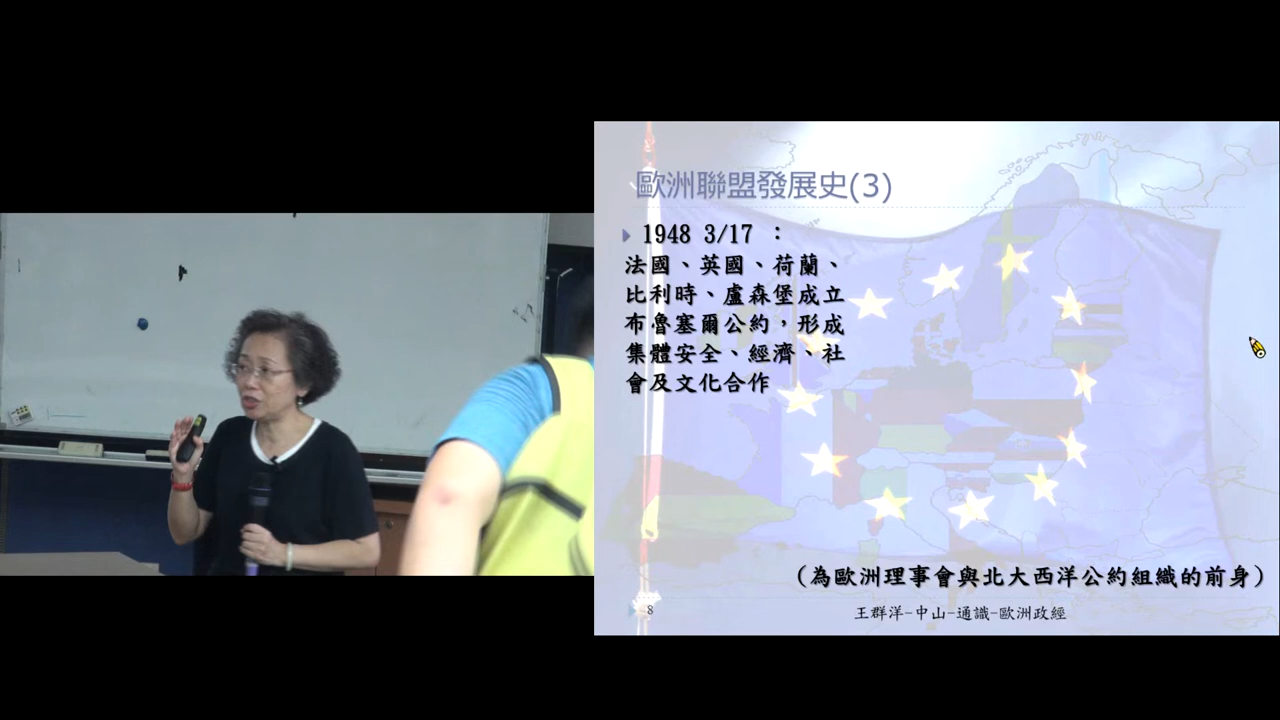 歐洲聯盟發展史(3)
1948 3/17 :
法國、英國、荷蘭、
比利時、盧森堡成立
布魯塞爾公約,形成
集體安全、經濟、社
會及文化合作
(為歐洲理事會與北大西洋公約組織的前身)
8
王群洋-中山-通識-歐洲政經